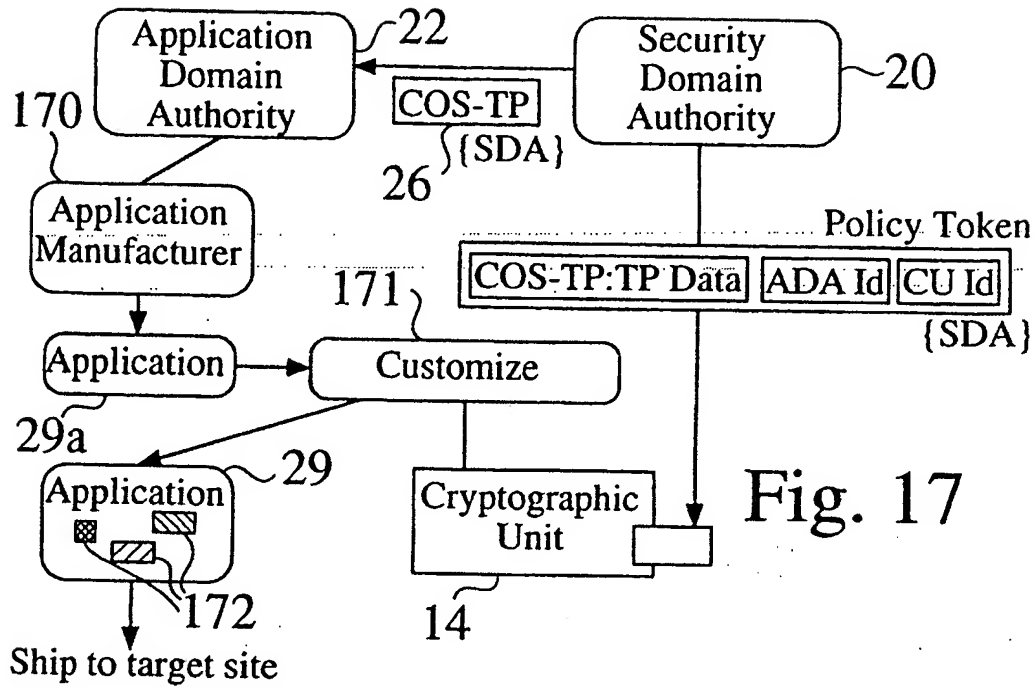 Application
Domain
Authority
22
Security
Domain
Authority
20
COS-TP
{SDA}
26
170
Application
Manufacturer
Policy Token
COS-TP:TP Data
ADA Id
CU Id
{SDA}
171
Application
Customize
29a
29
Application
172
Cryptographic
Unit
14
Fig. 17
Ship to target site